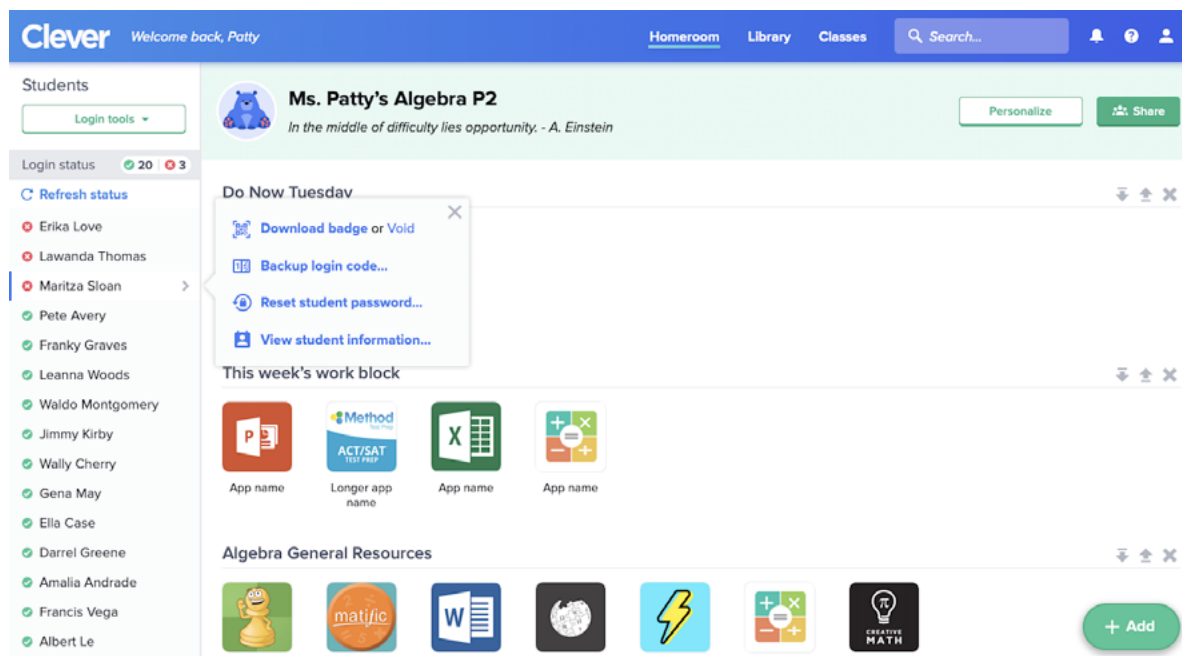 Clever Welcome back, Patty Homeroom Library Classes Search...
Students
Login tools
Login status 20 3
Refresh status
Erika Love
Lawanda Thomas
Maritza Sloan
Pete Avery
Franky Graves
Leanna Woods
Waldo Montgomery
Jimmy Kirby
Wally Cherry
Gena May
Ella Case
Darrel Greene
Amalia Andrade
Francis Vega
Albert Le
Ms. Patty's Algebra P2
In the middle of difficulty lies opportunity. - A. Einstein
Personalize
Share
Do Now Tuesday
Download badge or Void
Backup login code...
Reset student password...
View student information...
This week's work block
P
Method
Test Prep
ACT/SAT
TEST PREP
X
App name
Longer app
name
App name
App name
Algebra General Resources
matific
W
CREATIVE
MATH
+ Add